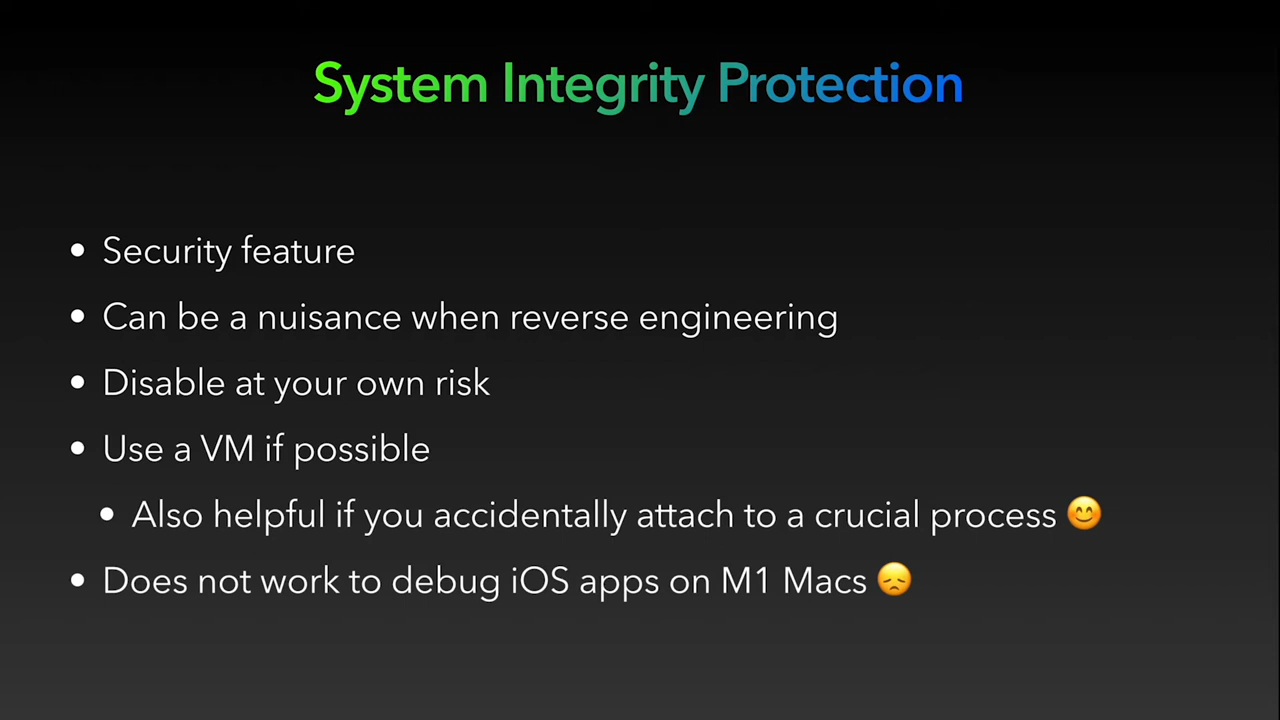 System Integrity Protection
• Security feature
• Can be a nuisance when reverse engineering
• Disable at your own risk
• Use a VM if possible
• Also helpful if you accidentally attach to a crucial process 😊
• Does not work to debug iOS apps on M1 Macs 😞